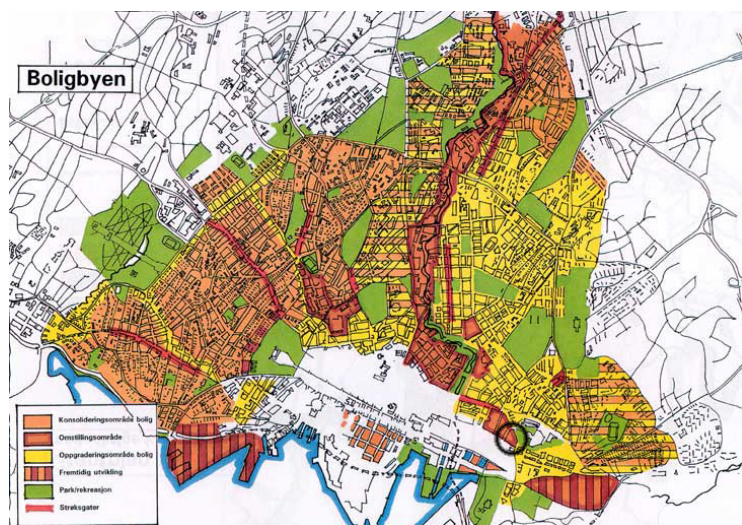 Boligbyen
Konsolideringsområde bolig
Omstillingsområde
Oppgraderingsområde bolig
Fremtidig utvikling
Park/rekreasjon
Strøksgater